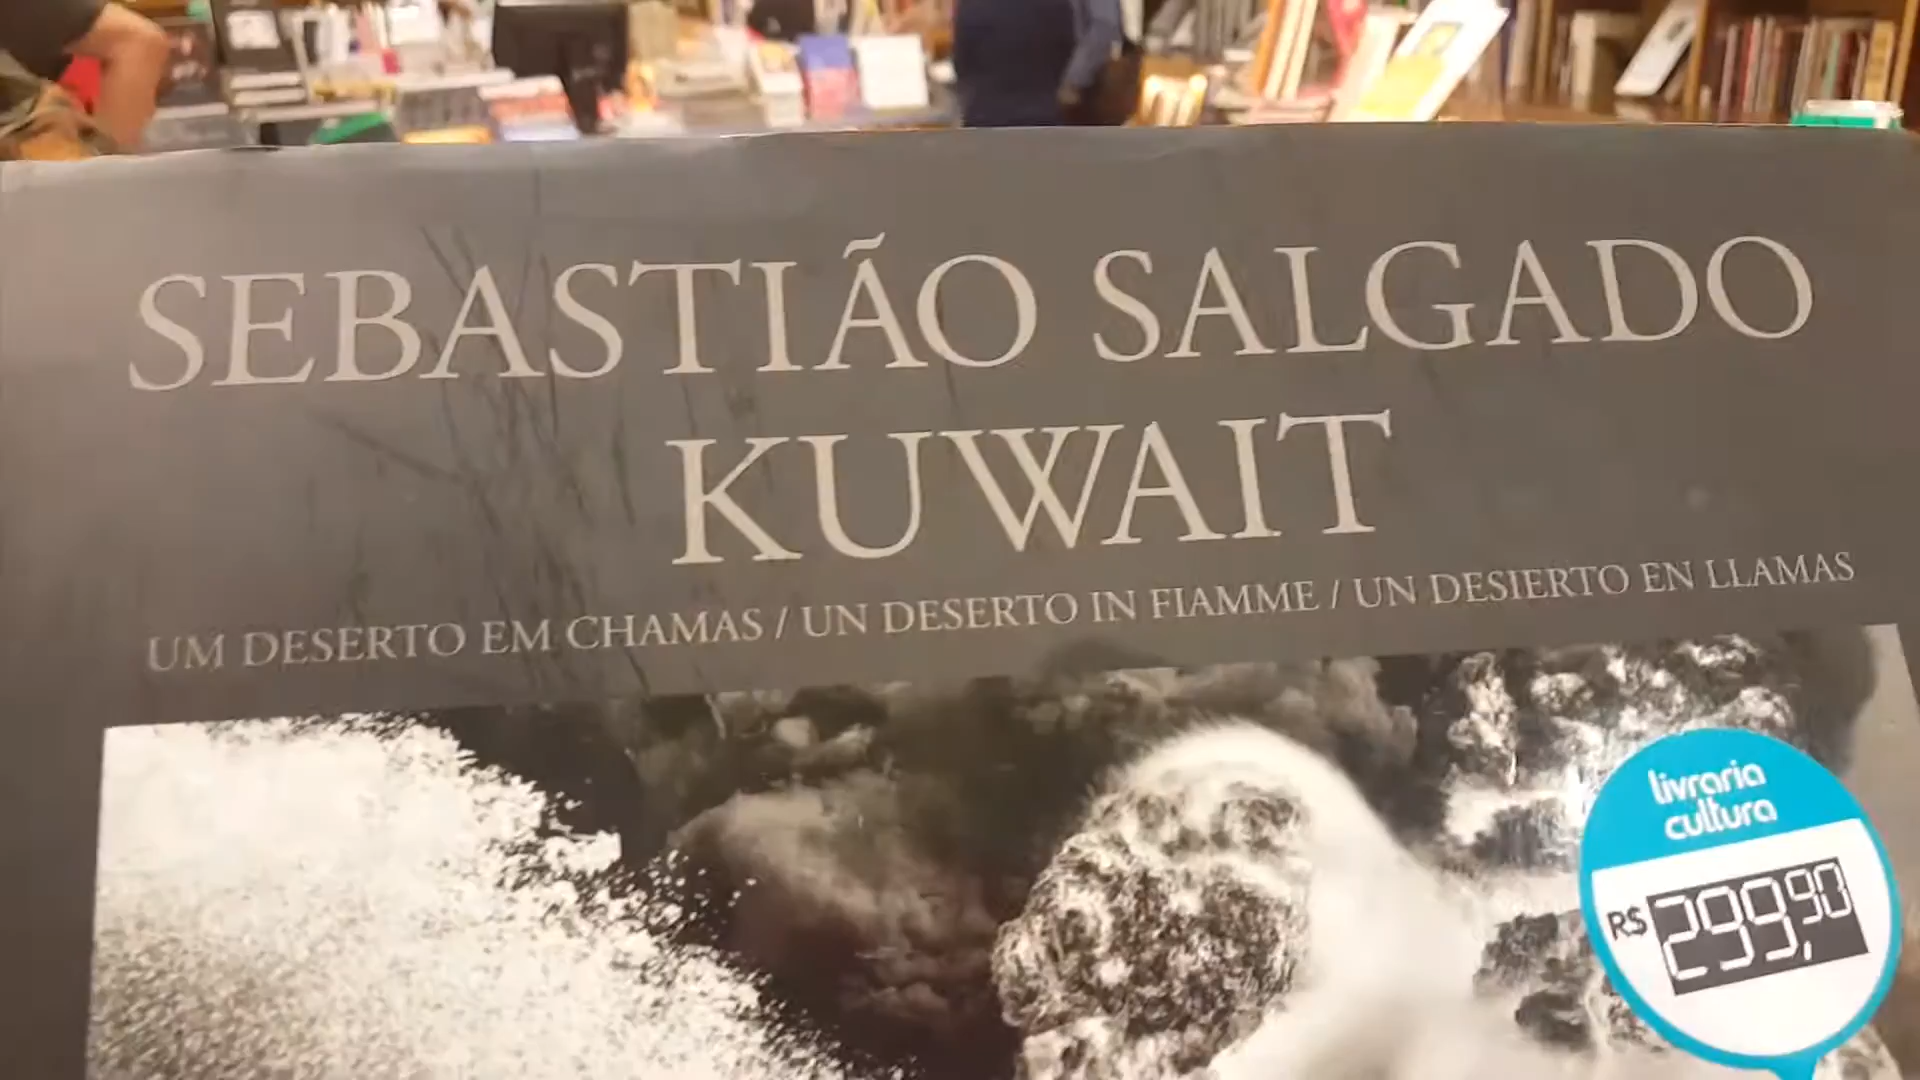 SEBASTIÃO SALGADO
KUWAIT
UM DESERTO EM CHAMAS / UN DESERTO IN FIAMME / UN DESIERTO EN LLAMAS
livraria
cultura
R$ 299,90